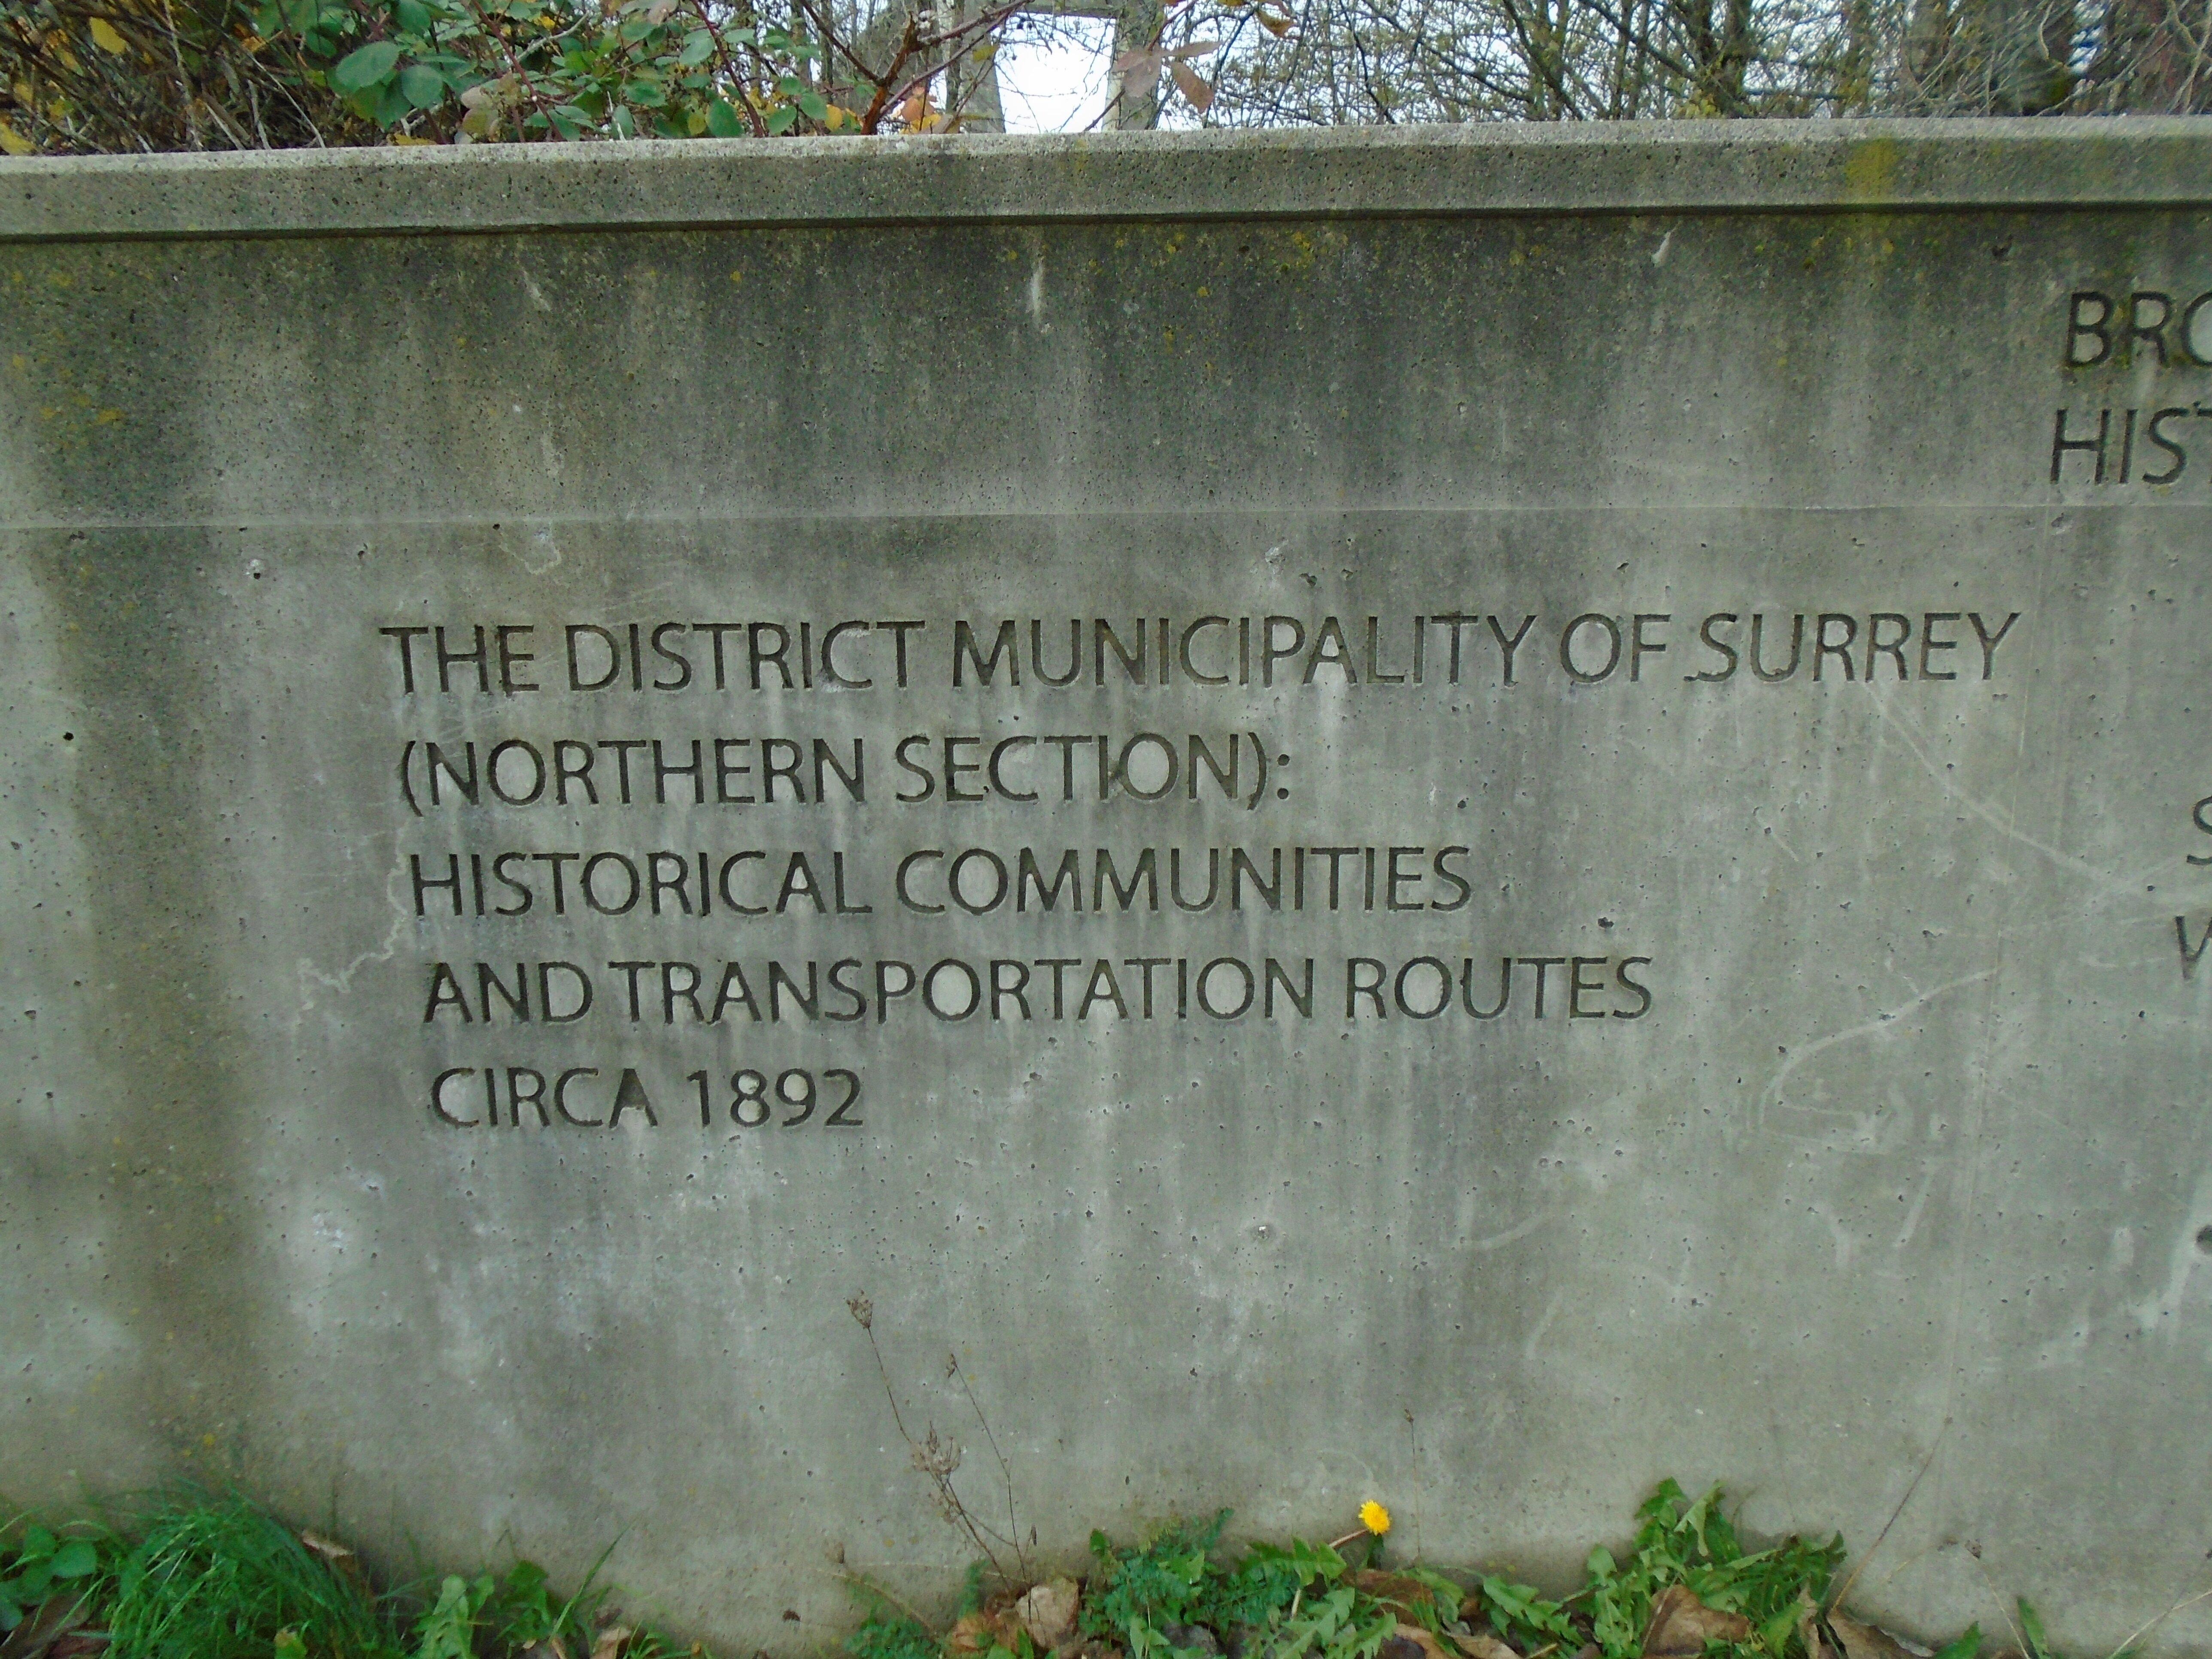 THE DISTRICT MUNICIPALITY OF SURREY
(NORTHERN SECTION):
HISTORICAL COMMUNITIES
AND TRANSPORTATION ROUTES
CIRCA 1892